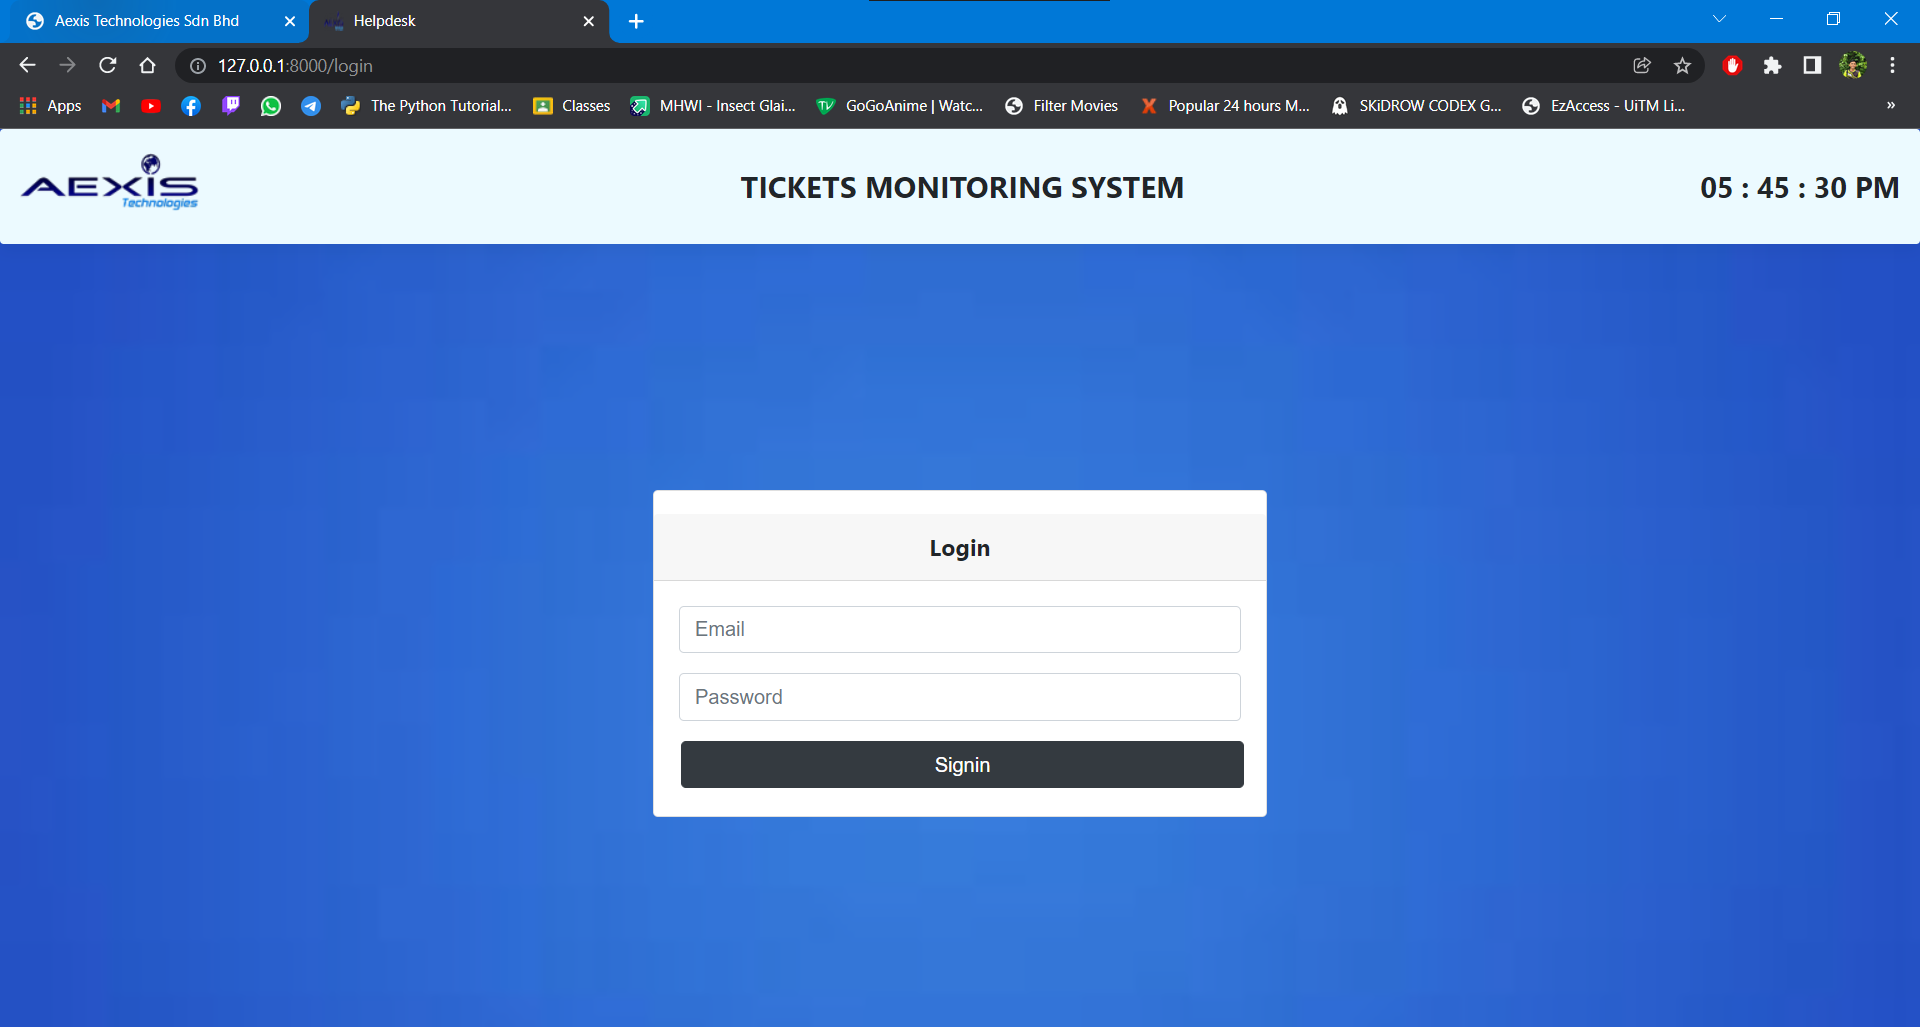 Aexis Technologies Sdn Bhd
Helpdesk
127.0.0.1:8000/login
Apps
The Python Tutorial...
Classes
MHWI - Insect Glai...
GoGoAnime | Watc...
Filter Movies
Popular 24 hours M...
SKiDROW CODEX G...
EzAccess - UiTM Li...
»
AEXIS
Technologies
TICKETS MONITORING SYSTEM
05 : 45 : 30 PM
Login
Email
Password
Signin